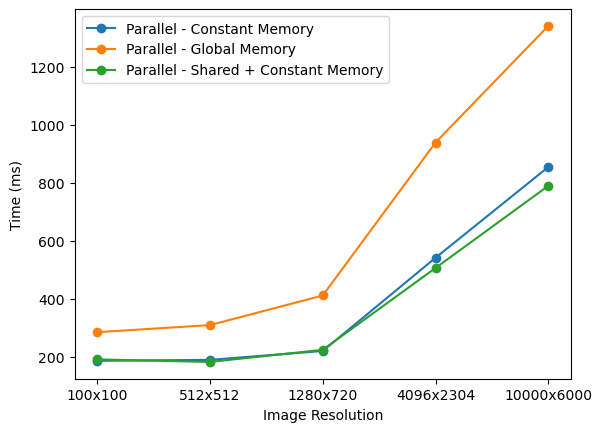 Parallel - Constant Memory
Parallel - Global Memory
Parallel - Shared + Constant Memory
1200
1000
800
600
400
200
Time (ms)
100x100 512x512 1280x720 4096x2304 10000x6000
Image Resolution